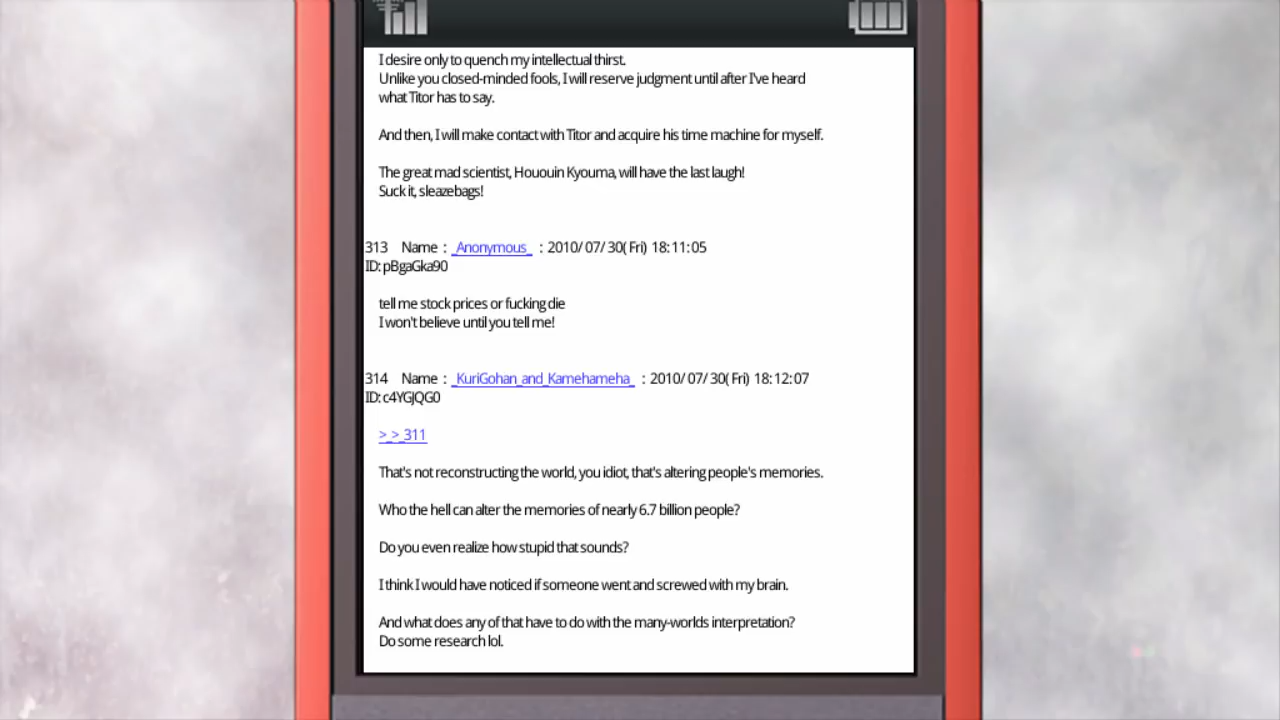 I desire only to quench my intellectual thirst.
Unlike you closed-minded fools, I will reserve judgment until after I've heard
what Titor has to say.
And then, I will make contact with Titor and acquire his time machine for myself.
The great mad scientist, Hououin Kyouma, will have the last laugh!
Suck it, sleazebags!
313 Name : _Anonymous_ : 2010/07/30(Fri) 18:11:05
ID:pBgaGka90
tell me stock prices or fucking die
I won't believe until you tell me!
314 Name : _KuriGohan_and_Kamehameha_ : 2010/07/30(Fri) 18:12:07
ID:c4YGJQG0
>_>_311
That's not reconstructing the world, you idiot, that's altering people's memories.
Who the hell can alter the memories of nearly 6.7 billion people?
Do you even realize how stupid that sounds?
I think I would have noticed if someone went and screwed with my brain.
And what does any of that have to do with the many-worlds interpretation?
Do some research lol.